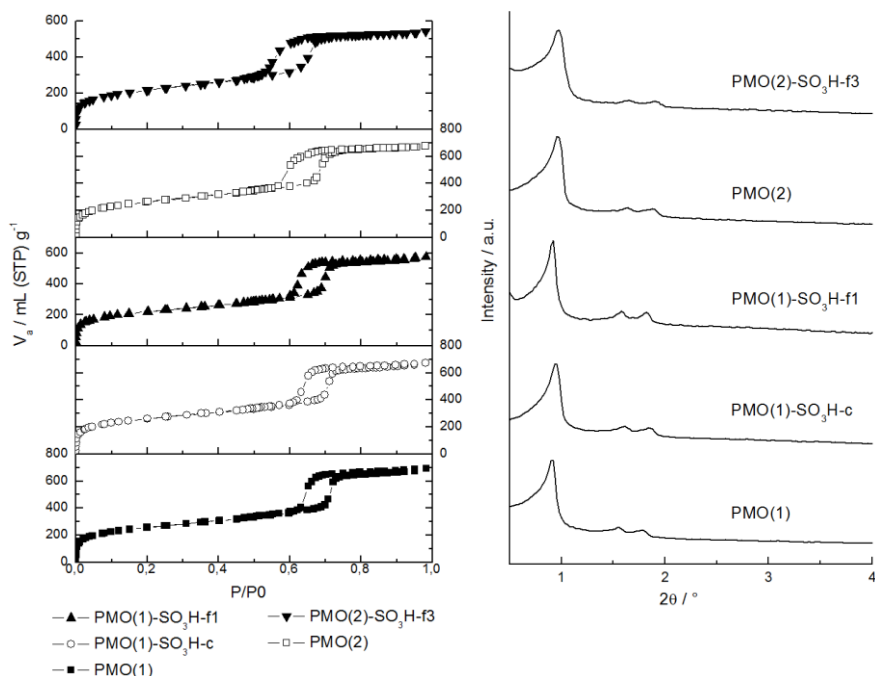 600
400
200
0
800
600
400
200
0
600
400
200
0
800
600
400
200
0
800
600
400
200
0
0,0 0,2 0,4 0,6 0,8 1,0
P/P0
Vₐ / mL (STP) g⁻¹
PMO(1)-SO₃H-f1 PMO(2)-SO₃H-f3
PMO(1)-SO₃H-c PMO(2)
PMO(1)
Intensity / a.u.
PMO(2)-SO₃H-f3
PMO(2)
PMO(1)-SO₃H-f1
PMO(1)-SO₃H-c
PMO(1)
1 2 3 4
2θ / °